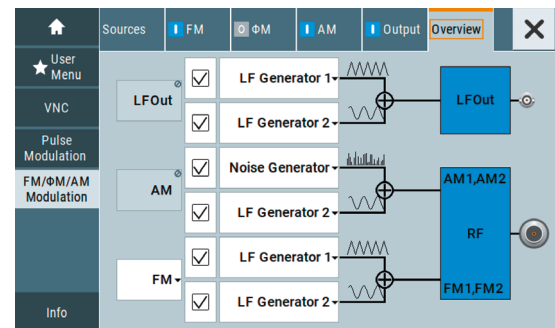 Sources
I FM
O ΦM
I AM
I Output
Overview
User
Menu
VNC
Pulse
Modulation
FM/ΦM/AM
Modulation
Info
LFOut
LF Generator 1
LF Generator 2
LFOut
AM
Noise Generator
LF Generator 2
AM1,AM2
RF
FM
LF Generator 1
LF Generator 2
FM1,FM2